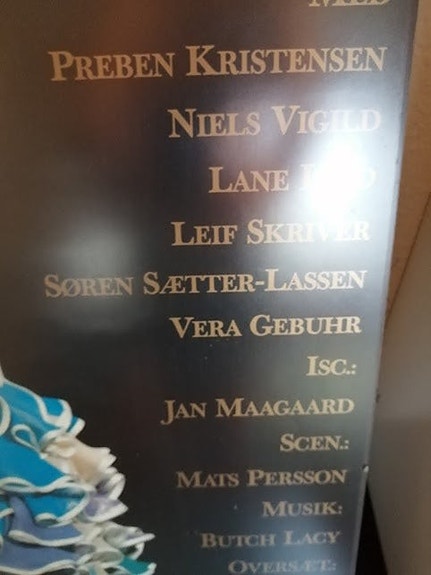 MED
PREBEN KRISTENSEN
NIELS VIGILD
LANE
LEIF SKRIVER
SØREN SÆTTER-LASSEN
VERA GEBUHR
ISC.:
JAN MAAGAARD
SCEN.:
MATS PERSSON
MUSIK:
BUTCH LACY
OVERSÆT.: